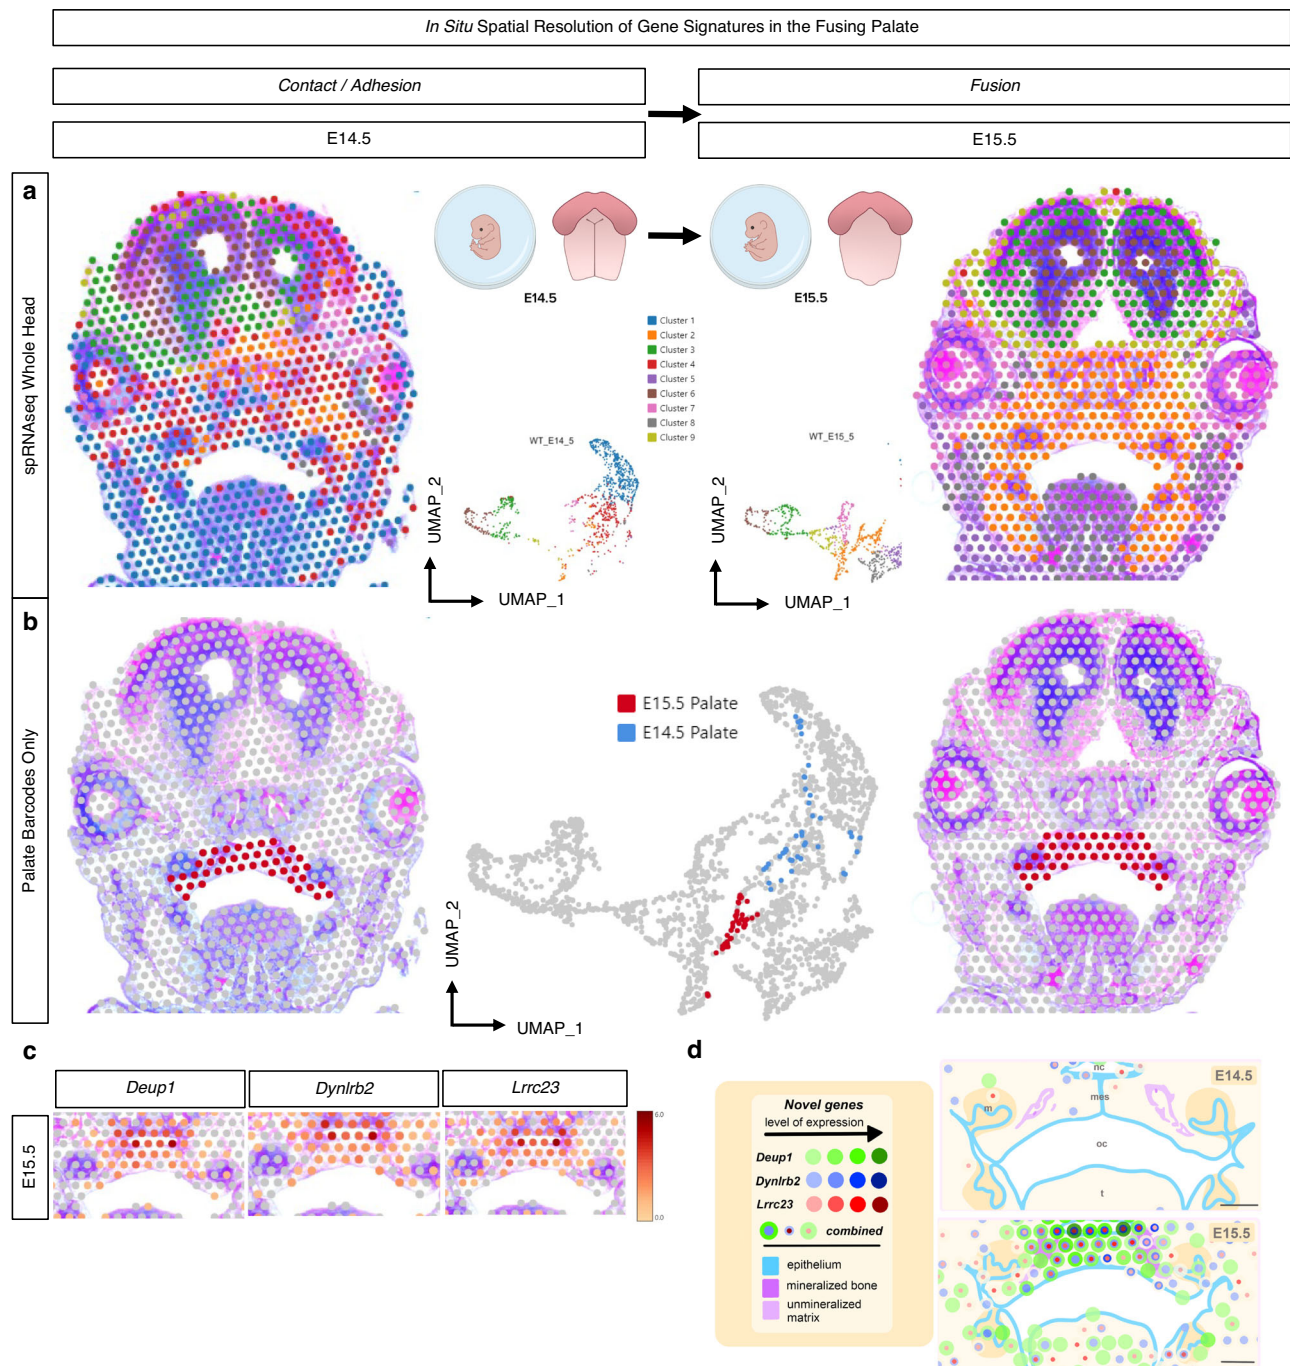 In Situ Spatial Resolution of Gene Signatures in the Fusing Palate
Contact / Adhesion
Fusion
E14.5
E15.5
a
spRNAseq Whole Head
E14.5
E15.5
Cluster 1
Cluster 2
Cluster 3
Cluster 4
Cluster 5
Cluster 6
Cluster 7
Cluster 8
Cluster 9
WT_E14_5
WT_E15_5
UMAP_2
UMAP_1
UMAP_2
UMAP_1
b
Palate Barcodes Only
E15.5 Palate
E14.5 Palate
UMAP_2
UMAP_1
c
Deup1
Dynlrb2
Lrrc23
E15.5
6.0
0.0
d
Novel genes
level of expression
Deup1
Dynlrb2
Lrrc23
combined
epithelium
mineralized bone
unmineralized
matrix
nc
E14.5
mes
m
oc
t
E15.5